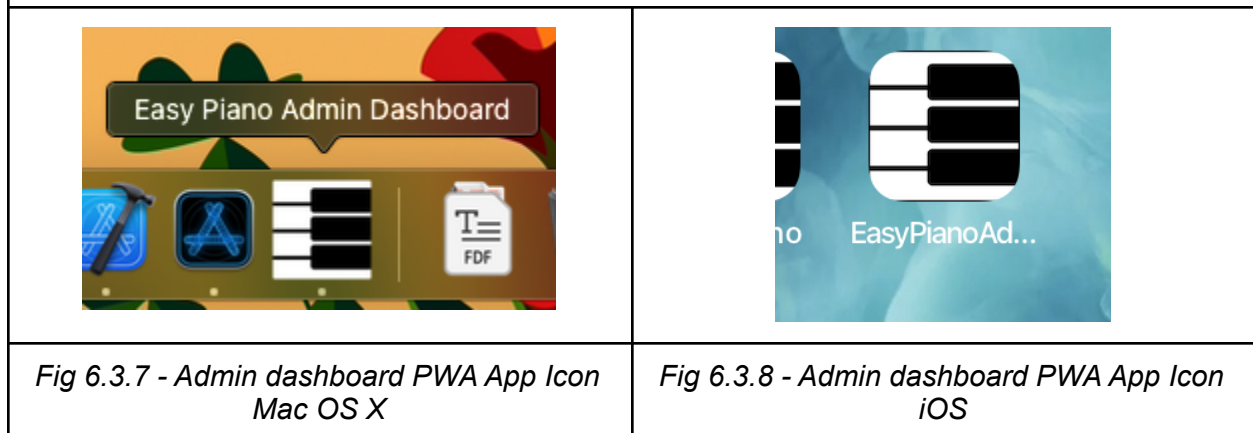 Easy Piano Admin Dashboard
T
FDF
no
EasyPianoAd...
Fig 6.3.7 - Admin dashboard PWA App Icon
Mac OS X
Fig 6.3.8 - Admin dashboard PWA App Icon
iOS